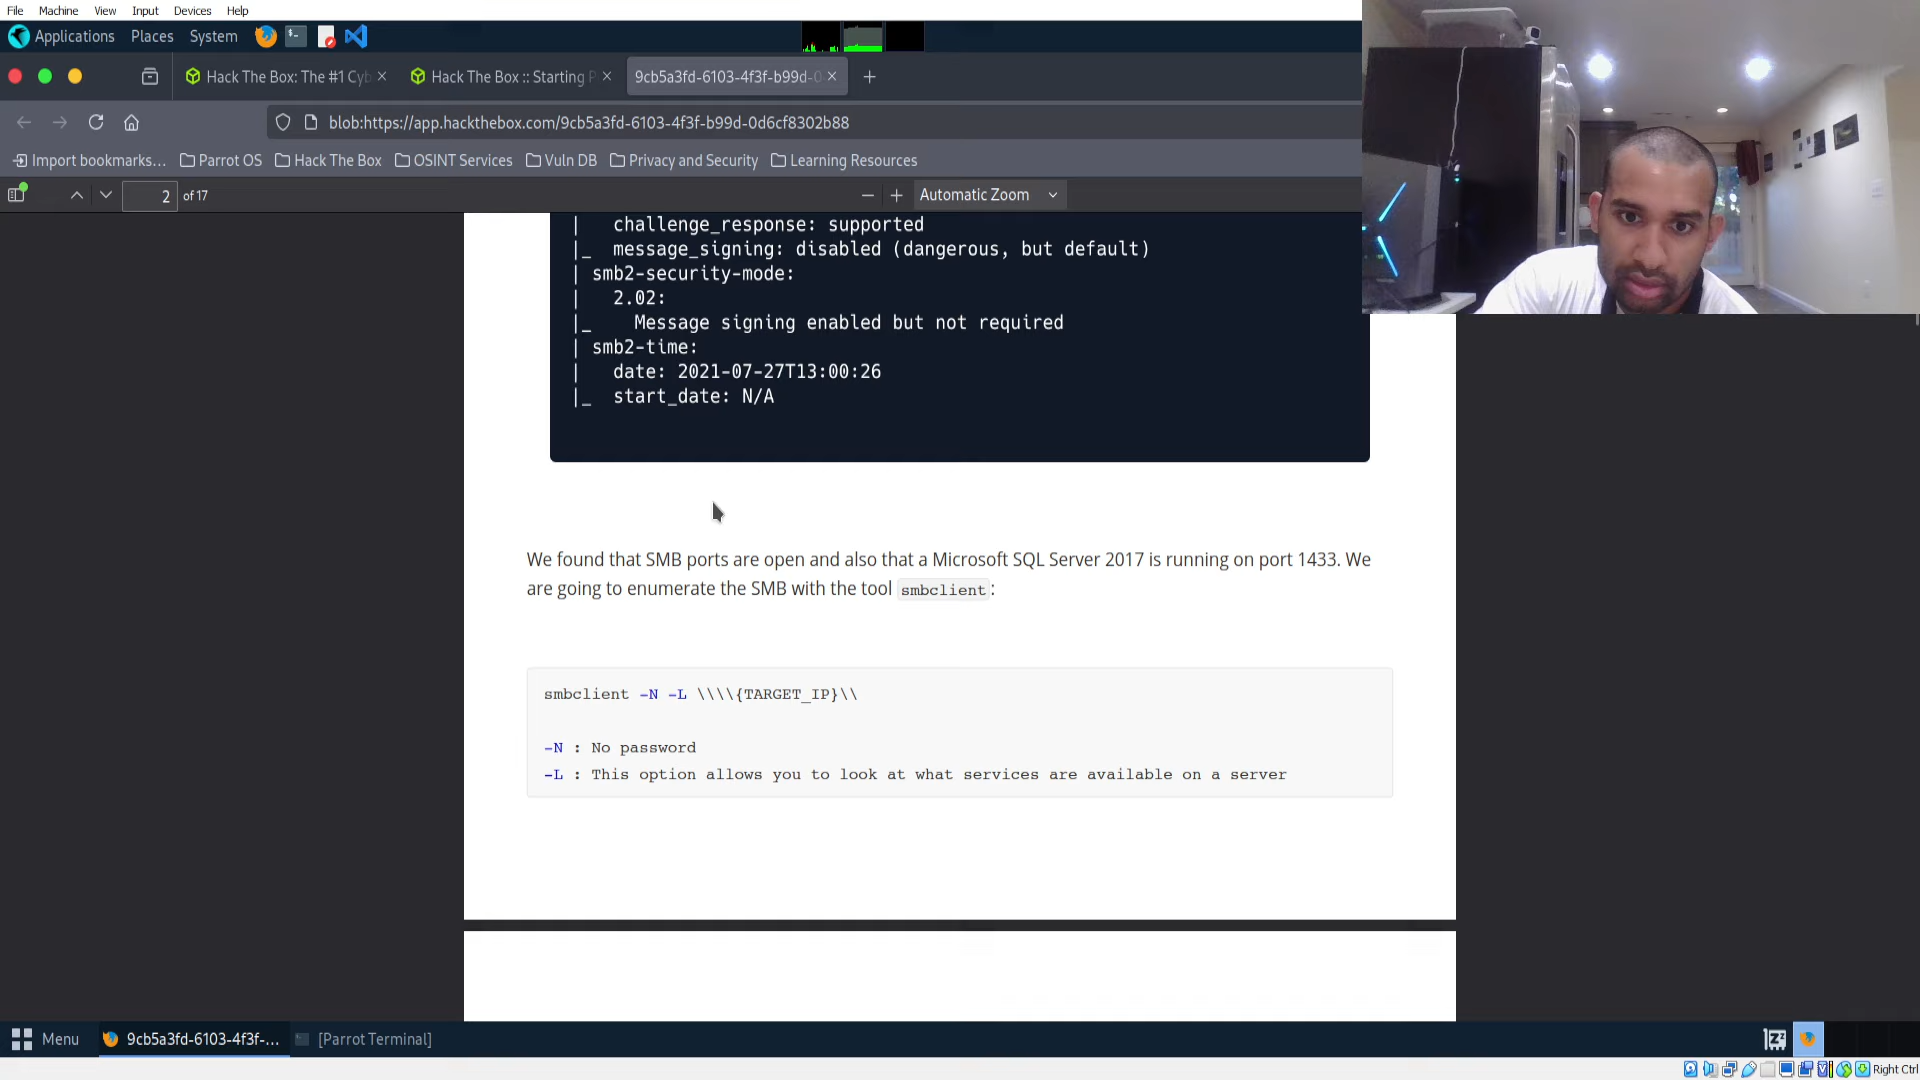 File Machine View Input Devices Help
Applications Places System
Hack The Box: The #1 Cyb
Hack The Box :: Starting P
9cb5a3fd-6103-4f3f-b99d-0
blob:https://app.hackthebox.com/9cb5a3fd-6103-4f3f-b99d-0d6cf8302b88
Import bookmarks... Parrot OS Hack The Box OSINT Services Vuln DB Privacy and Security Learning Resources
2 of 17
Automatic Zoom
| challenge_response: supported
|_ message_signing: disabled (dangerous, but default)
| smb2-security-mode:
| 2.02:
|_ Message signing enabled but not required
| smb2-time:
| date: 2021-07-27T13:00:26
|_ start_date: N/A
We found that SMB ports are open and also that a Microsoft SQL Server 2017 is running on port 1433. We
are going to enumerate the SMB with the tool smbclient:
smbclient -N -L \\\\{TARGET_IP}\\
-N : No password
-L : This option allows you to look at what services are available on a server
Menu 9cb5a3fd-6103-4f3f-... [Parrot Terminal]
Right Ctrl